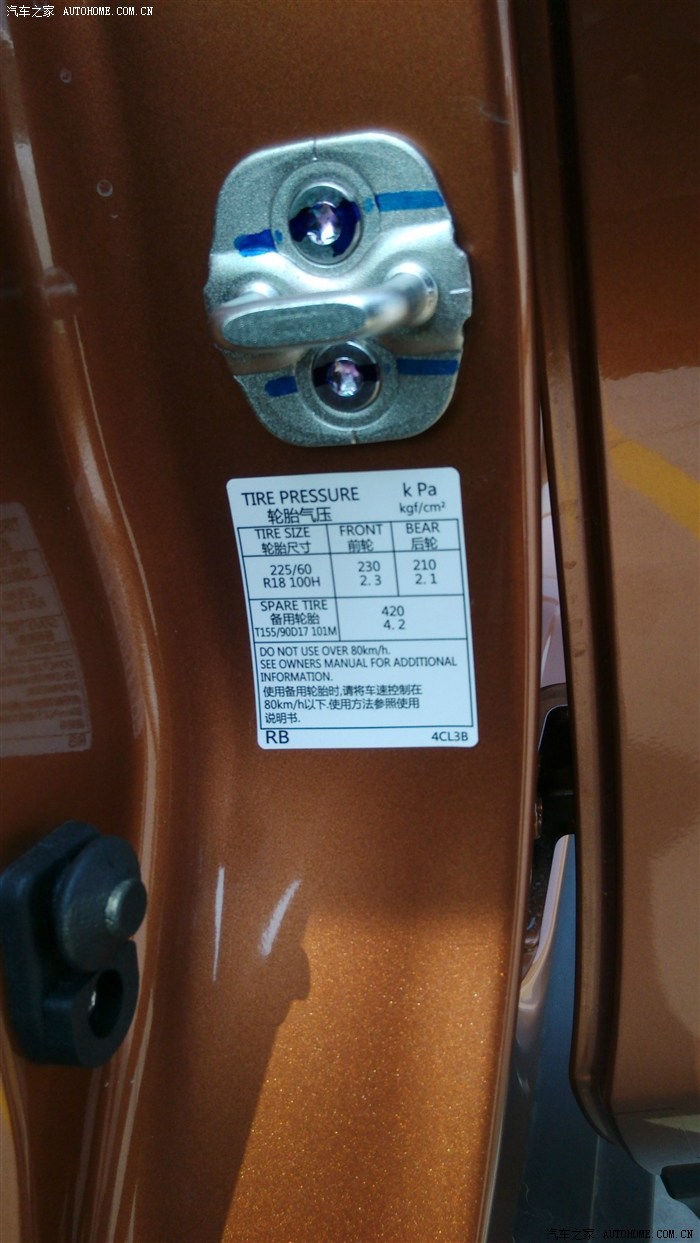 汽车之家 AUTOHOME.COM.CN
TIRE PRESSURE k Pa
轮胎气压 kgf/cm²
TIRE SIZE FRONT BEAR
轮胎尺寸 前轮 后轮
225/60 230 210
R18 100H 2.3 2.1
SPARE TIRE 420
备用轮胎 4.2
T155/90D17 101M
DO NOT USE OVER 80km/h.
SEE OWNERS MANUAL FOR ADDITIONAL
INFORMATION.
使用备用轮胎时,请将车速控制在
80km/h以下.使用方法参照使用
说明书.
RB 4CL3B
汽车之家 AUTOHOME.COM.CN